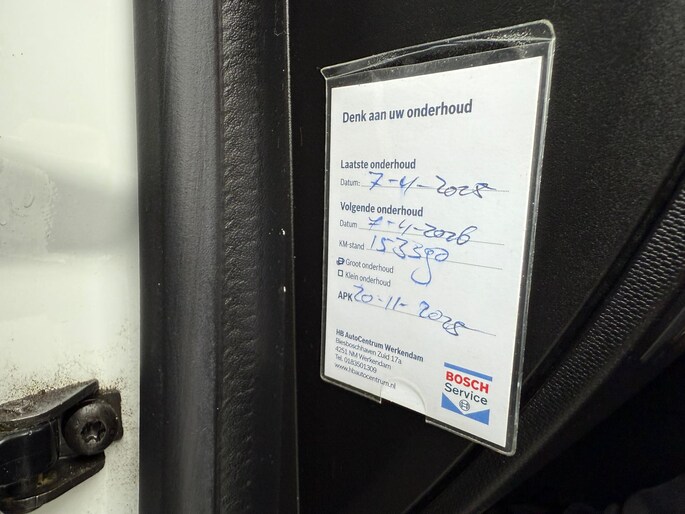 Denk aan uw onderhoud
Laatste onderhoud
Datum: 7-4-2025
Volgende onderhoud
Datum 7-4-2026
KM-stand 153390
Groot onderhoud
Klein onderhoud
APK 20-11-2025
HB AutoCentrum Werkendam
Biesboschhaven Zuid 17a
4251 NM Werkendam
Tel. 0183501309
www.hbautocentrum.nl
BOSCH
Service